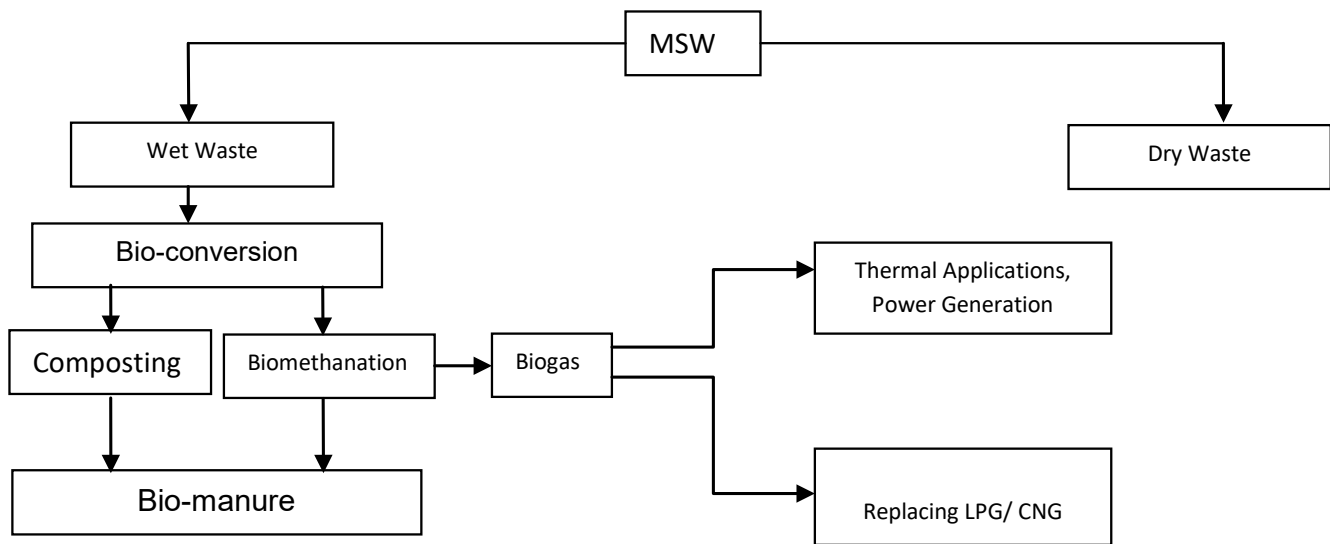 MSW
Wet Waste
Dry Waste
Bio-conversion
Thermal Applications,
Power Generation
Composting
Biomethanation
Biogas
Bio-manure
Replacing LPG/ CNG